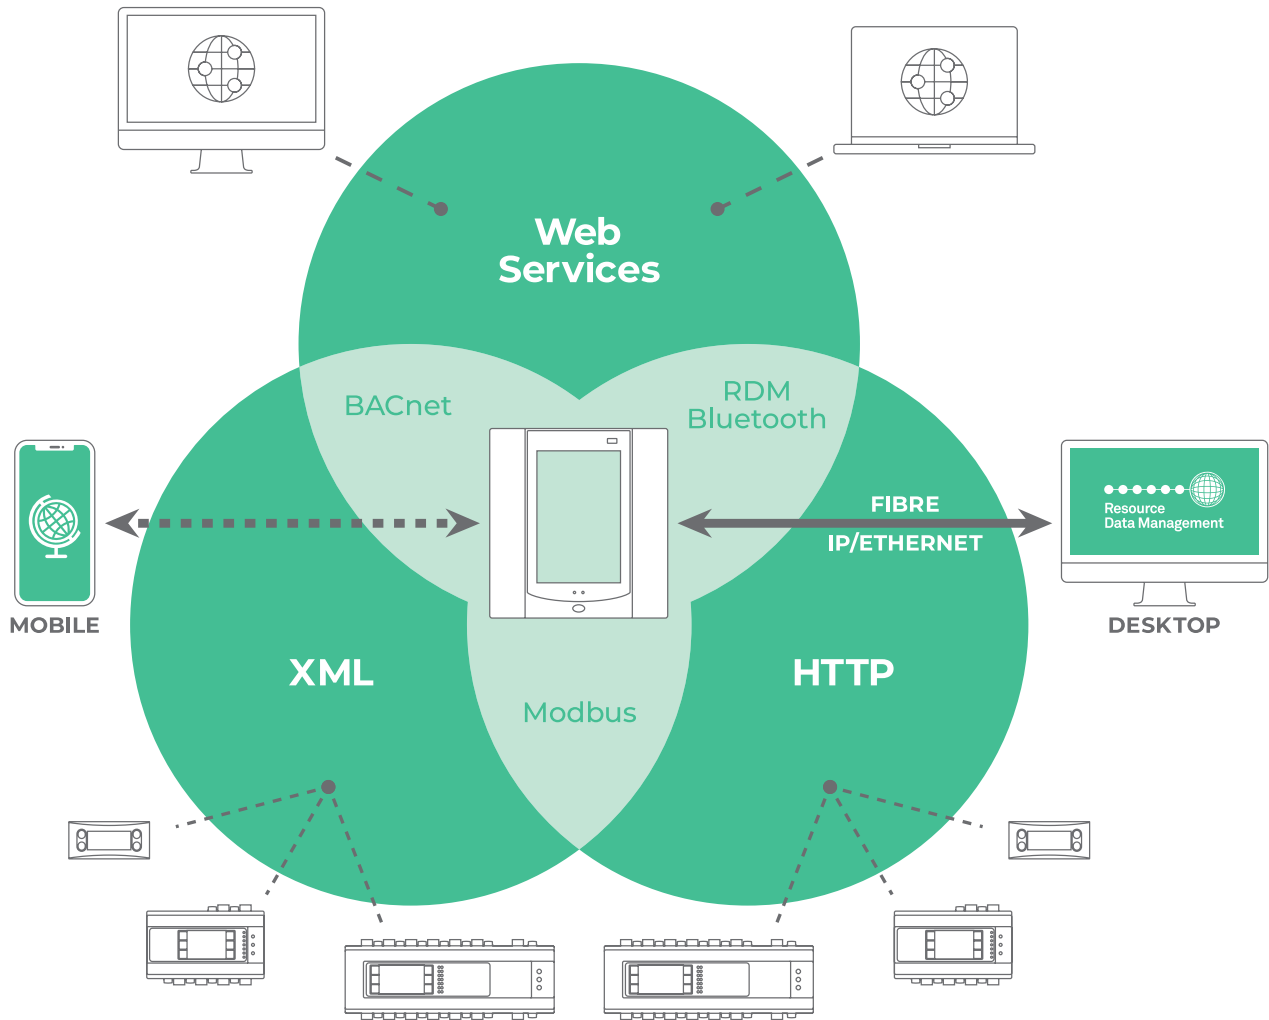 Web
Services
BACnet
RDM
Bluetooth
FIBRE
IP/ETHERNET
Resource
Data Management
MOBILE
DESKTOP
XML
HTTP
Modbus